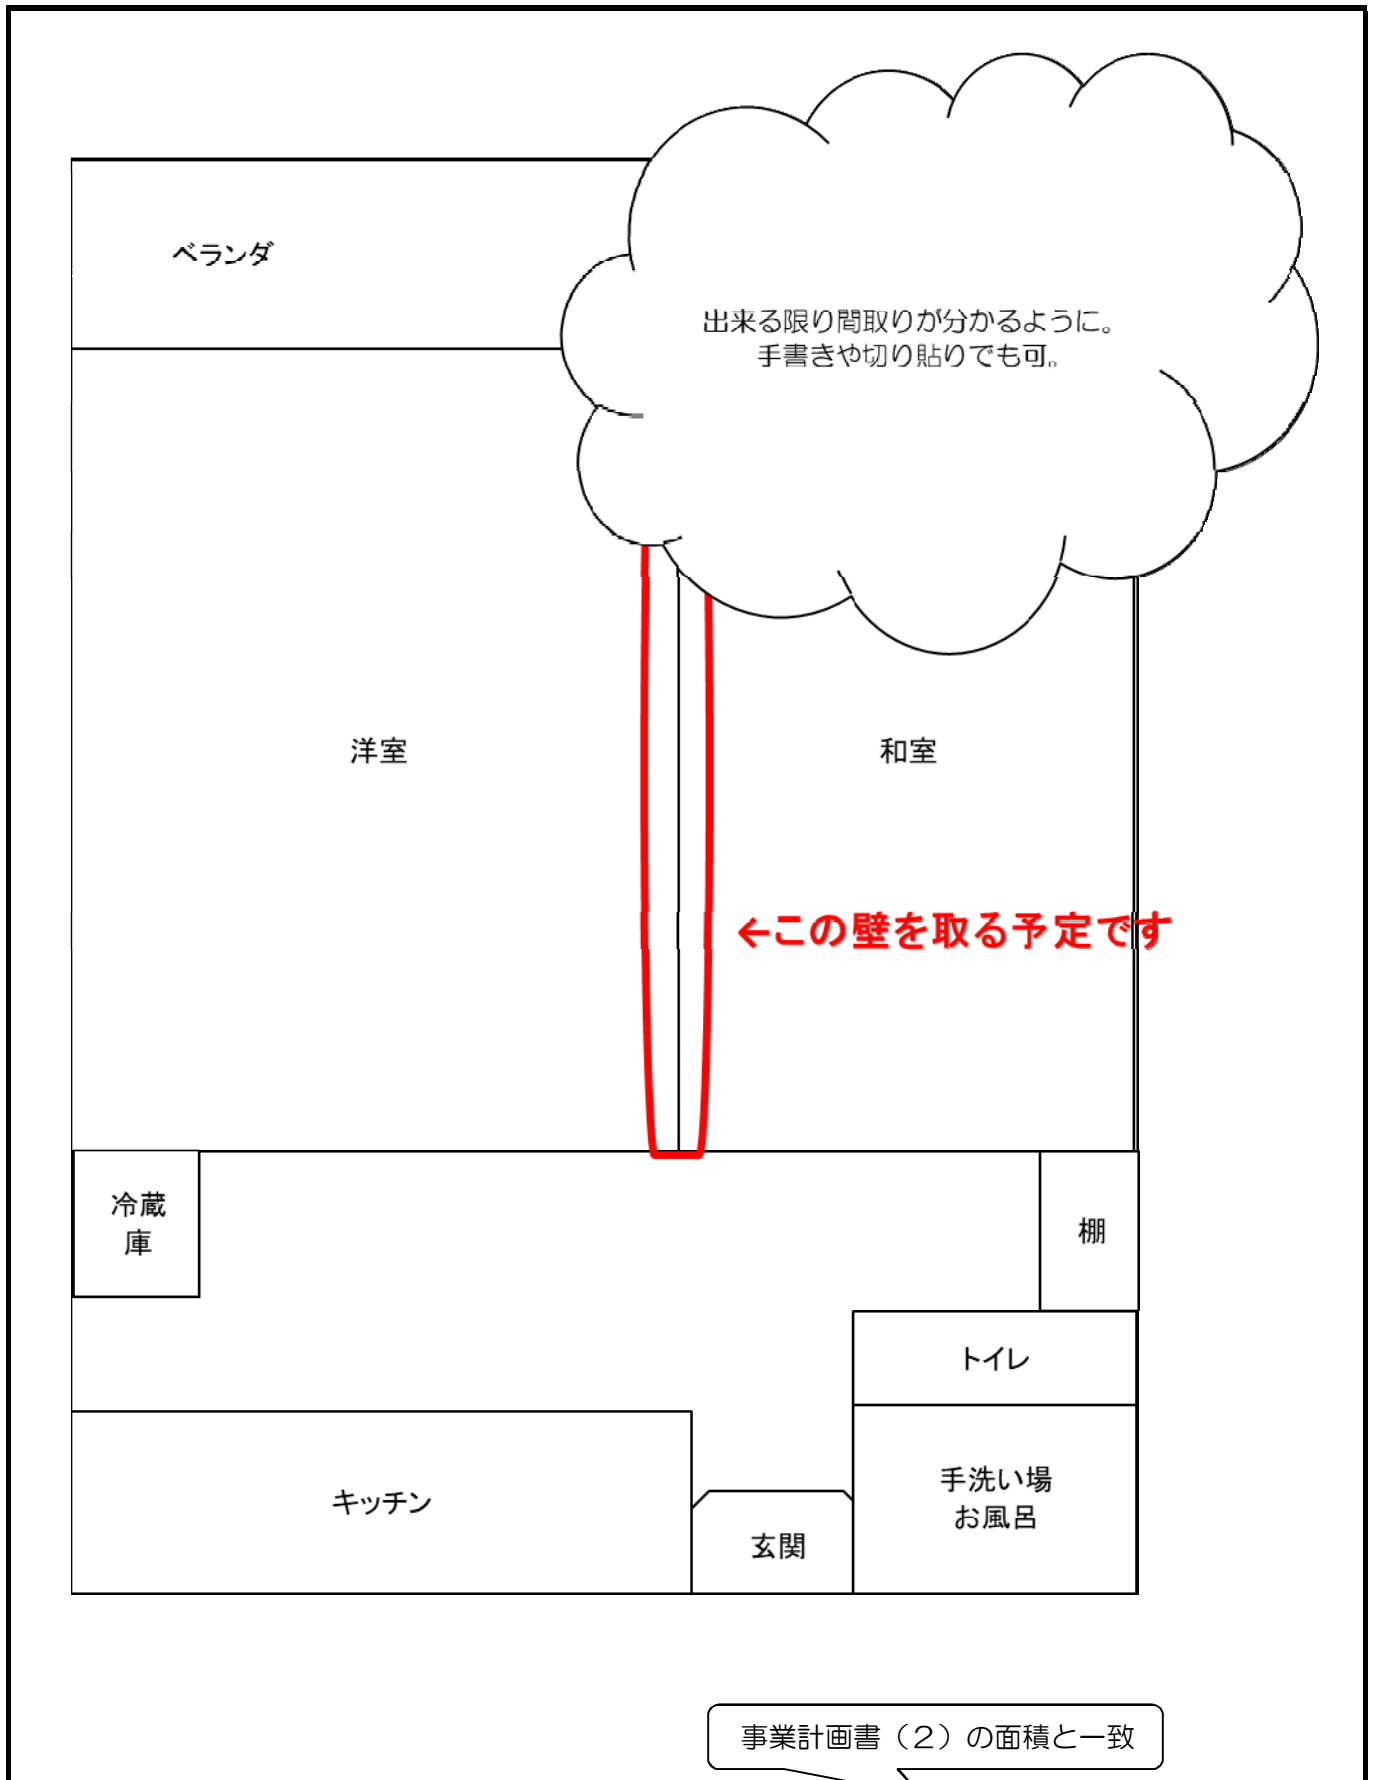 ベランダ
出来る限り間取りが分かるように。
手書きや切り貼りでも可。
洋室
和室
←この壁を取る予定です
冷蔵
庫
棚
トイレ
キッチン
手洗い場
お風呂
玄関
事業計画書（２）の面積と一致